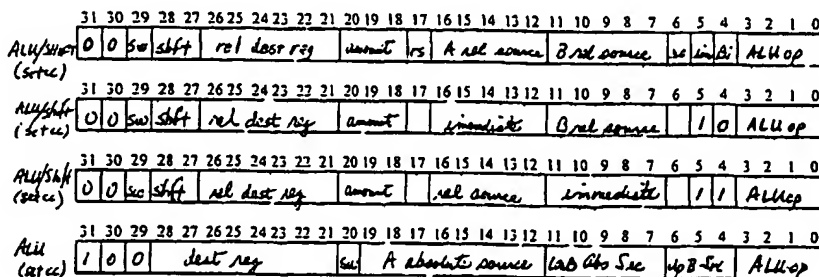 31 30 29 28 27 26 25 24 23 22 21 20 19 18 17 16 15 14 13 12 11 10 9 8 7 6 5 4 3 2 1 0
ALU/SHIFT 0 0 shft rel dest reg amount rs A rel source B rel source im Bi ALU op
(setcc)
31 30 29 28 27 26 25 24 23 22 21 20 19 18 17 16 15 14 13 12 11 10 9 8 7 6 5 4 3 2 1 0
ALU/shft 0 0 shft rel dest reg amount immediate B rel source 1 0 ALU op
(setcc)
31 30 29 28 27 26 25 24 23 22 21 20 19 18 17 16 15 14 13 12 11 10 9 8 7 6 5 4 3 2 1 0
ALU/Shft 0 0 shft rel dest reg amount rel source immediate 1 1 ALU op
(setcc)
31 30 29 28 27 26 25 24 23 22 21 20 19 18 17 16 15 14 13 12 11 10 9 8 7 6 5 4 3 2 1 0
ALU 1 0 0 dest reg A absolute source ALU op
(setcc)